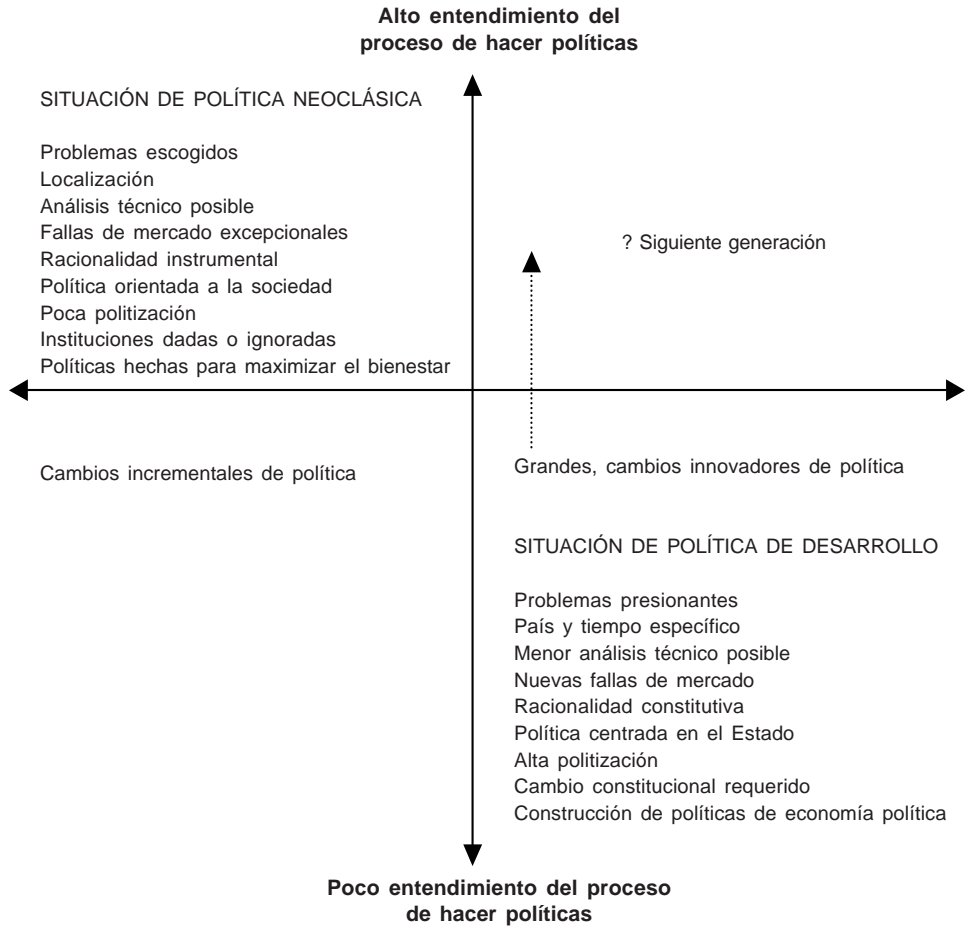 Alto entendimiento del
proceso de hacer políticas
SITUACIÓN DE POLÍTICA NEOCLÁSICA
Problemas escogidos
Localización
Análisis técnico posible
Fallas de mercado excepcionales
Racionalidad instrumental
Política orientada a la sociedad
Poca politización
Instituciones dadas o ignoradas
Políticas hechas para maximizar el bienestar
? Siguiente generación
Cambios incrementales de política
Grandes, cambios innovadores de política
SITUACIÓN DE POLÍTICA DE DESARROLLO
Problemas presionantes
País y tiempo específico
Menor análisis técnico posible
Nuevas fallas de mercado
Racionalidad constitutiva
Política centrada en el Estado
Alta politización
Cambio constitucional requerido
Construcción de políticas de economía política
Poco entendimiento del proceso
de hacer políticas